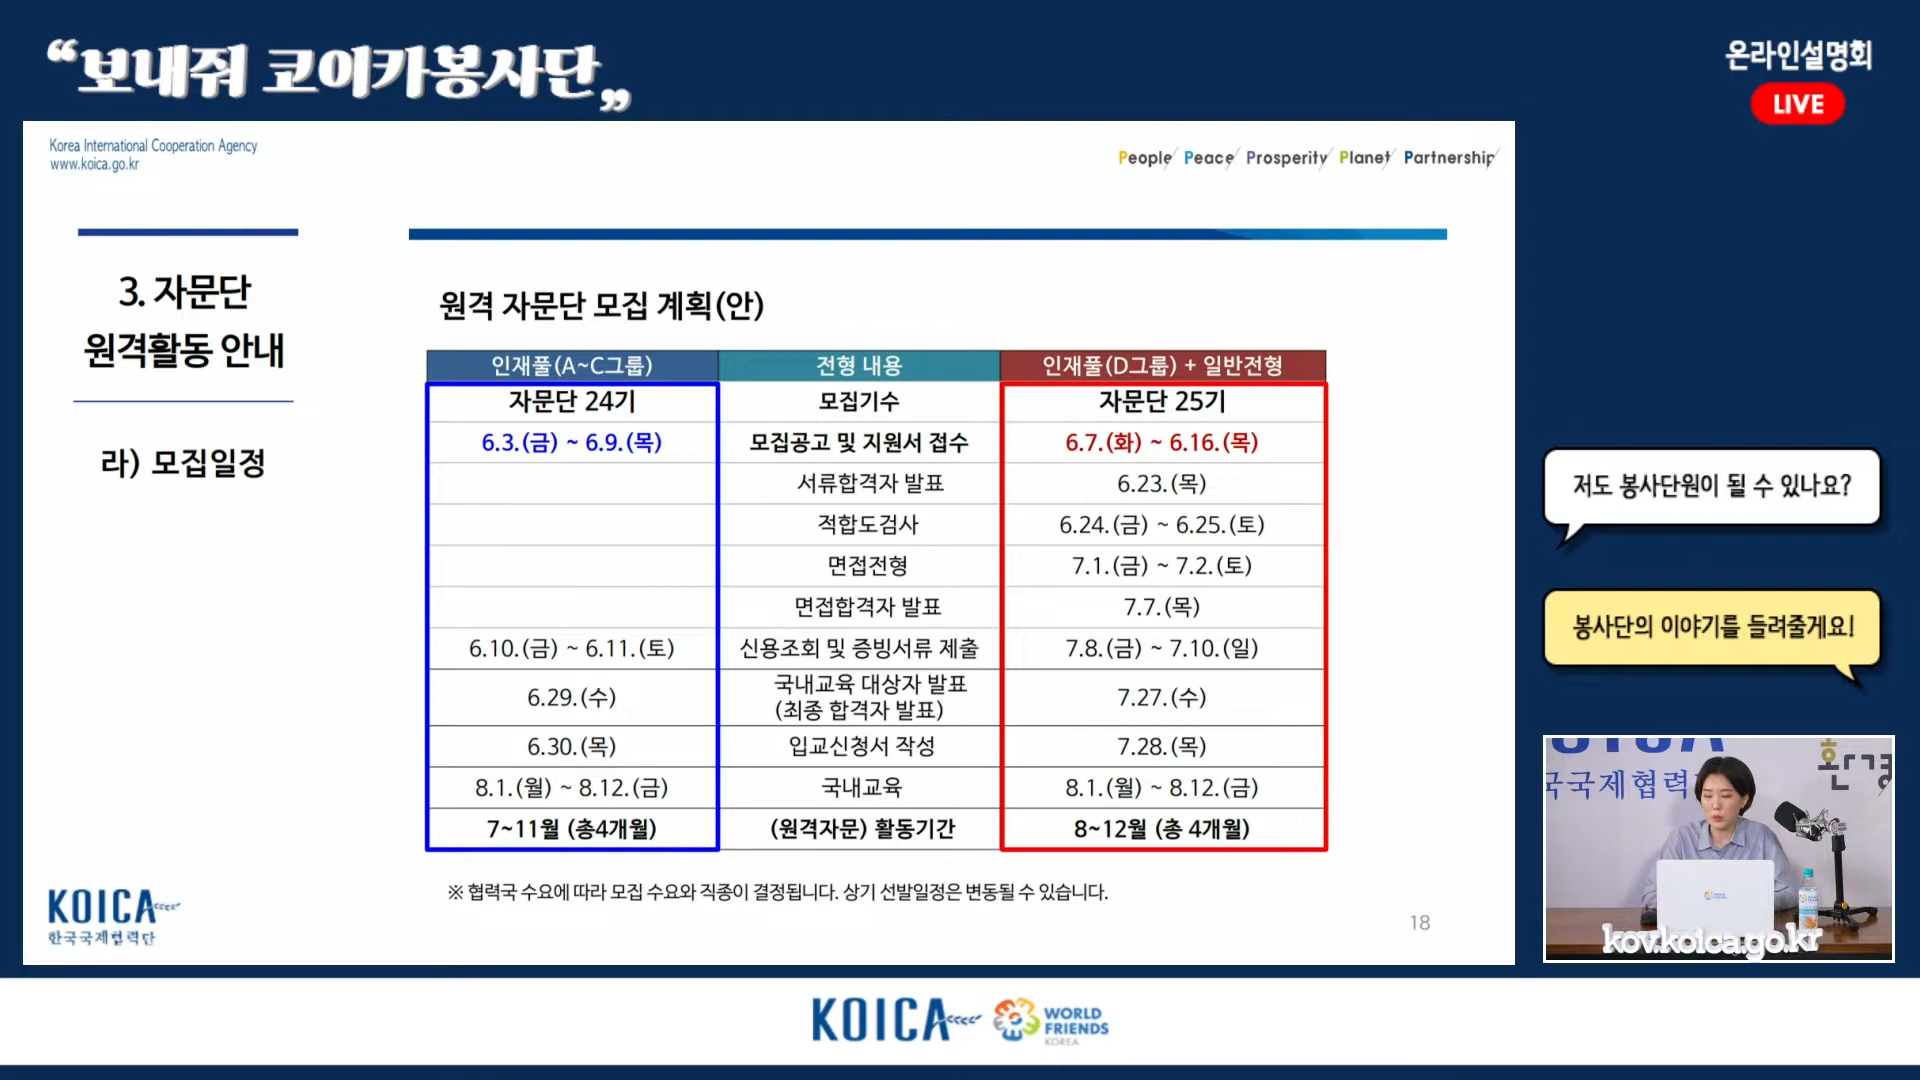 “보내줘 코이카봉사단„
온라인설명회
LIVE
Korea International Cooperation Agency
www.koica.go.kr
People Peace Prosperity Planet Partnership
3. 자문단
원격활동 안내
라) 모집일정
원격 자문단 모집 계획(안)
인재풀(A~C그룹) 전형 내용 인재풀(D그룹) + 일반전형
자문단 24기 모집기수 자문단 25기
6.3.(금) ~ 6.9.(목) 모집공고 및 지원서 접수 6.7.(화) ~ 6.16.(목)
서류합격자 발표 6.23.(목)
적합도검사 6.24.(금) ~ 6.25.(토)
면접전형 7.1.(금) ~ 7.2.(토)
면접합격자 발표 7.7.(목)
6.10.(금) ~ 6.11.(토) 신용조회 및 증빙서류 제출 7.8.(금) ~ 7.10.(일)
6.29.(수) 국내교육 대상자 발표 7.27.(수)
(최종 합격자 발표)
6.30.(목) 입교신청서 작성 7.28.(목)
8.1.(월) ~ 8.12.(금) 국내교육 8.1.(월) ~ 8.12.(금)
7~11월 (총4개월) (원격자문) 활동기간 8~12월 (총 4개월)
※ 협력국 수요에 따라 모집 수요와 직종이 결정됩니다. 상기 선발일정은 변동될 수 있습니다.
18
KOICA
한국국제협력단
저도 봉사단원이 될 수 있나요?
봉사단의 이야기를 들려줄게요!
국국제협력
kov.koica.go.kr
KOICA
WORLD
FRIENDS
KOREA